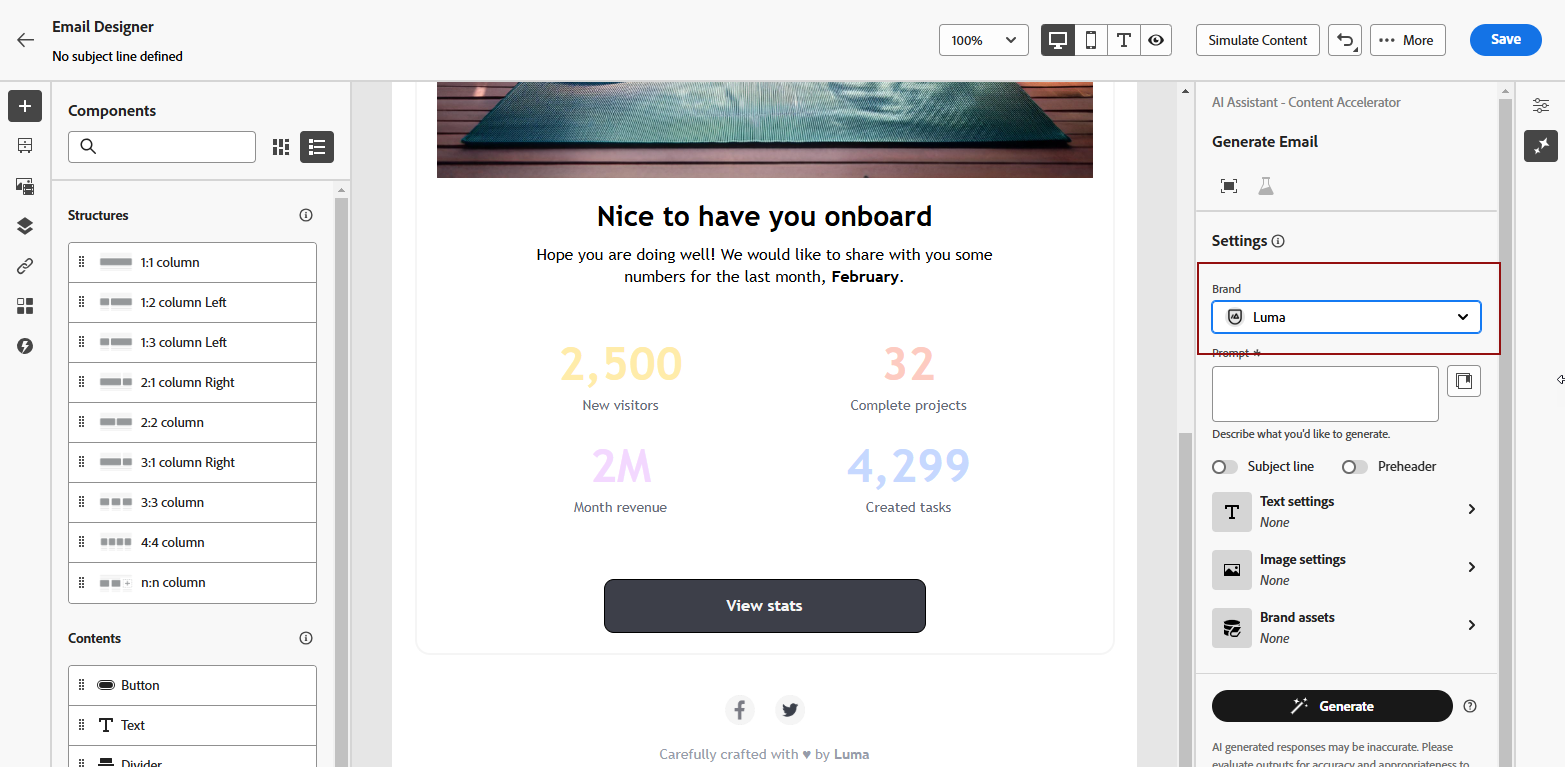 Email Designer
No subject line defined
100%
Simulate Content
More
Save
Components
Structures
1:1 column
1:2 column Left
1:3 column Left
2:1 column Right
2:2 column
3:1 column Right
3:3 column
4:4 column
n:n column
Contents
Button
Text
Divider
Nice to have you onboard
Hope you are doing well! We would like to share with you some
numbers for the last month, February.
2,500
New visitors
32
Complete projects
2M
Month revenue
4,299
Created tasks
View stats
Carefully crafted with ♥ by Luma
AI Assistant - Content Accelerator
Generate Email
Settings
Brand
Luma
Prompt *
Describe what you'd like to generate.
Subject line
Preheader
Text settings
None
Image settings
None
Brand assets
None
Generate
AI generated responses may be inaccurate. Please
evaluate outputs for accuracy and appropriateness to